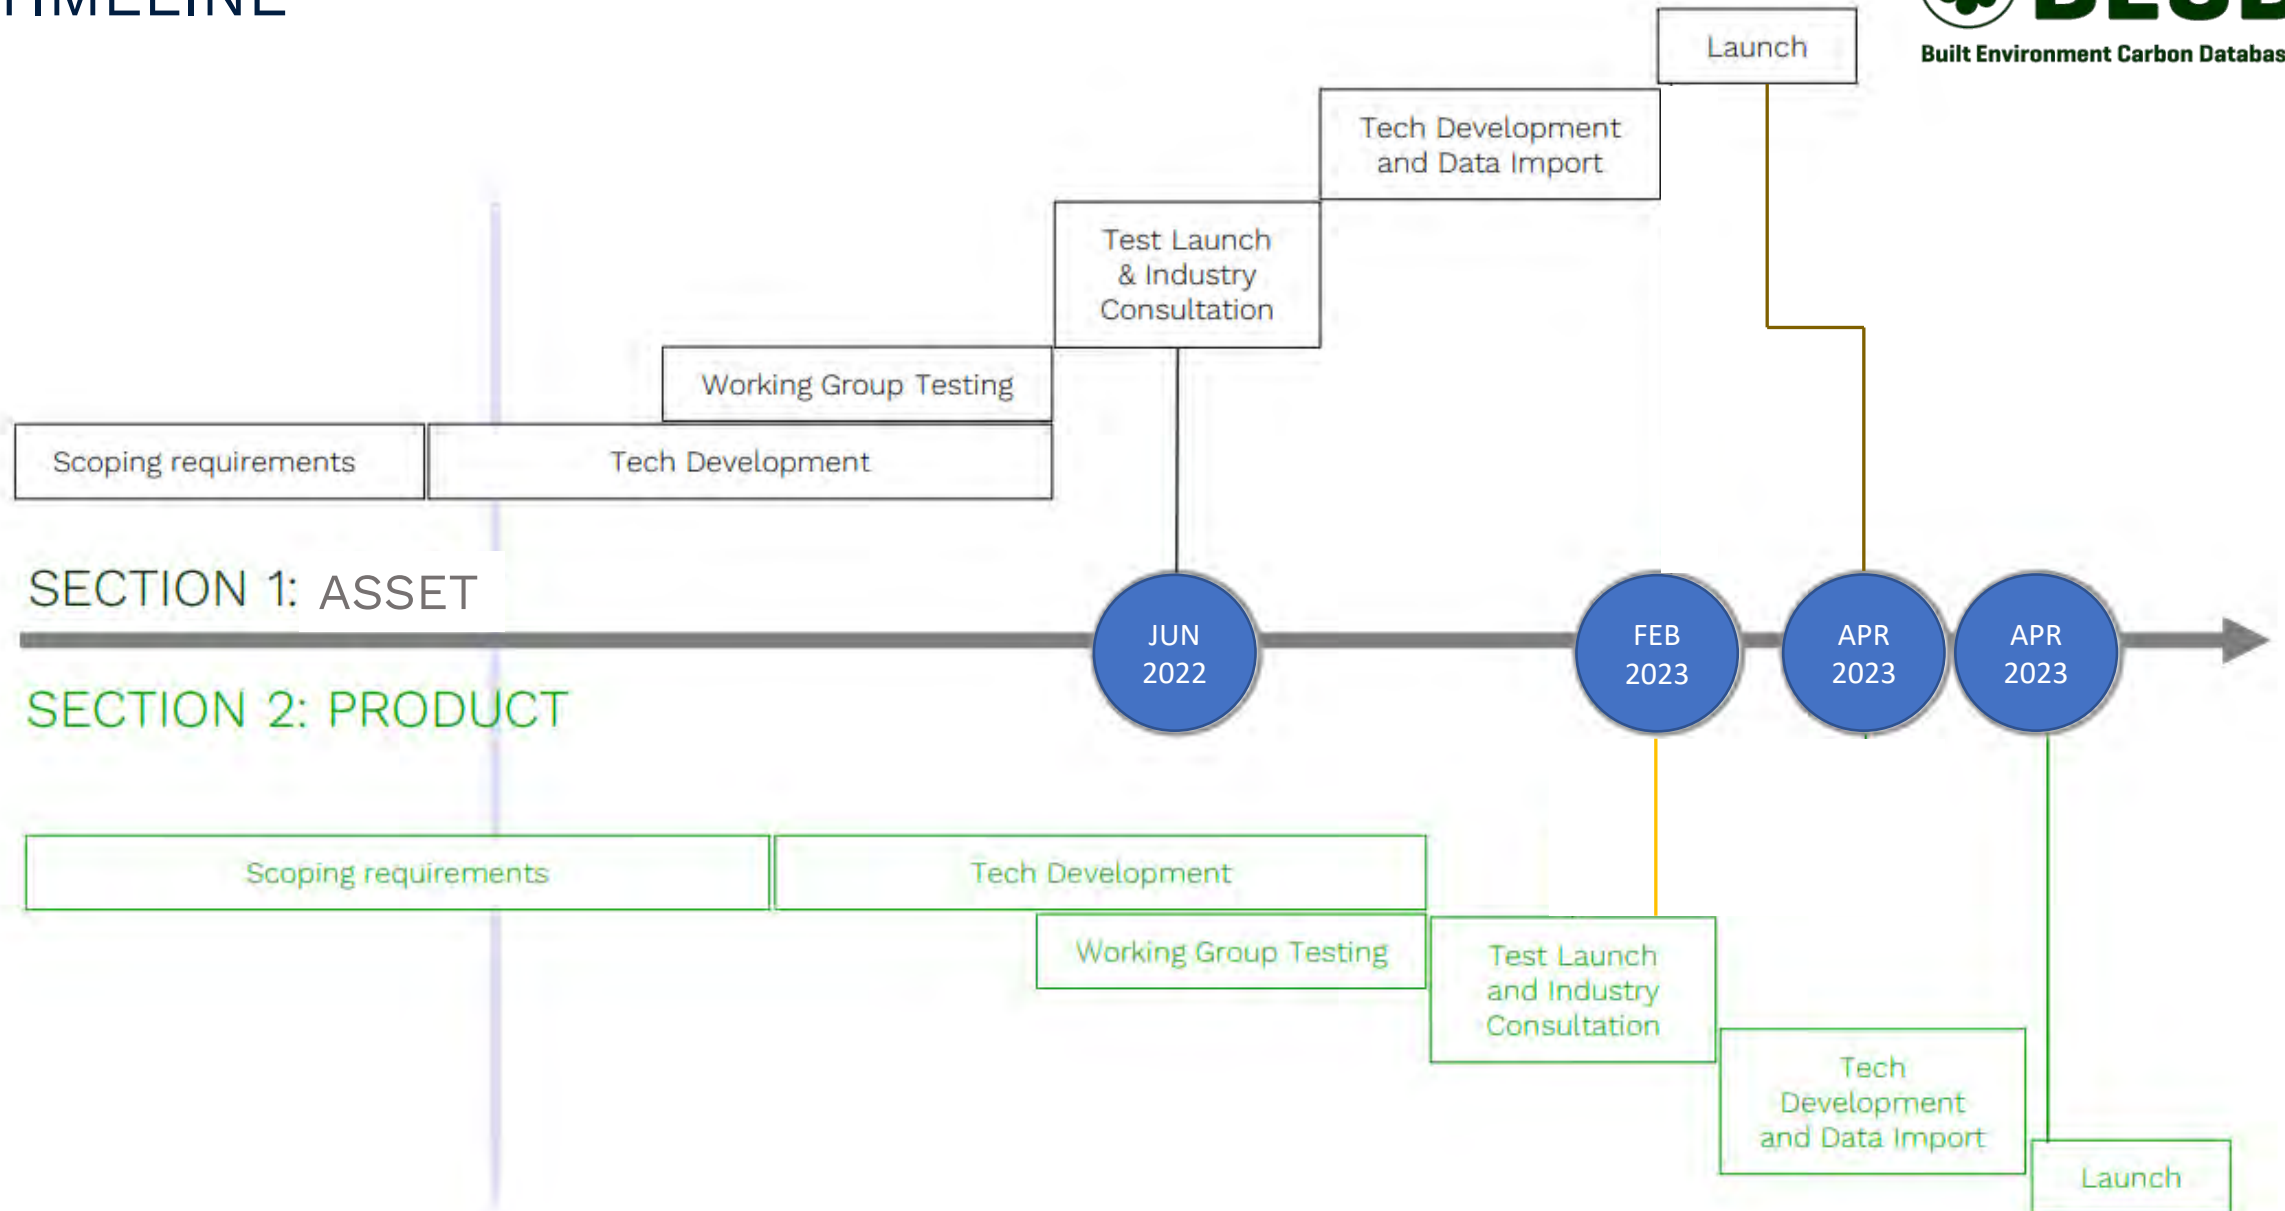 TIMELINE
BECD
Built Environment Carbon Databas
Launch
Tech Development
and Data Import
Test Launch
& Industry
Consultation
Working Group Testing
Scoping requirements
Tech Development
SECTION 1: ASSET
JUN
2022
FEB
2023
APR
2023
APR
2023
SECTION 2: PRODUCT
Scoping requirements
Tech Development
Working Group Testing
Test Launch
and Industry
Consultation
Tech
Development
and Data Import
Launch